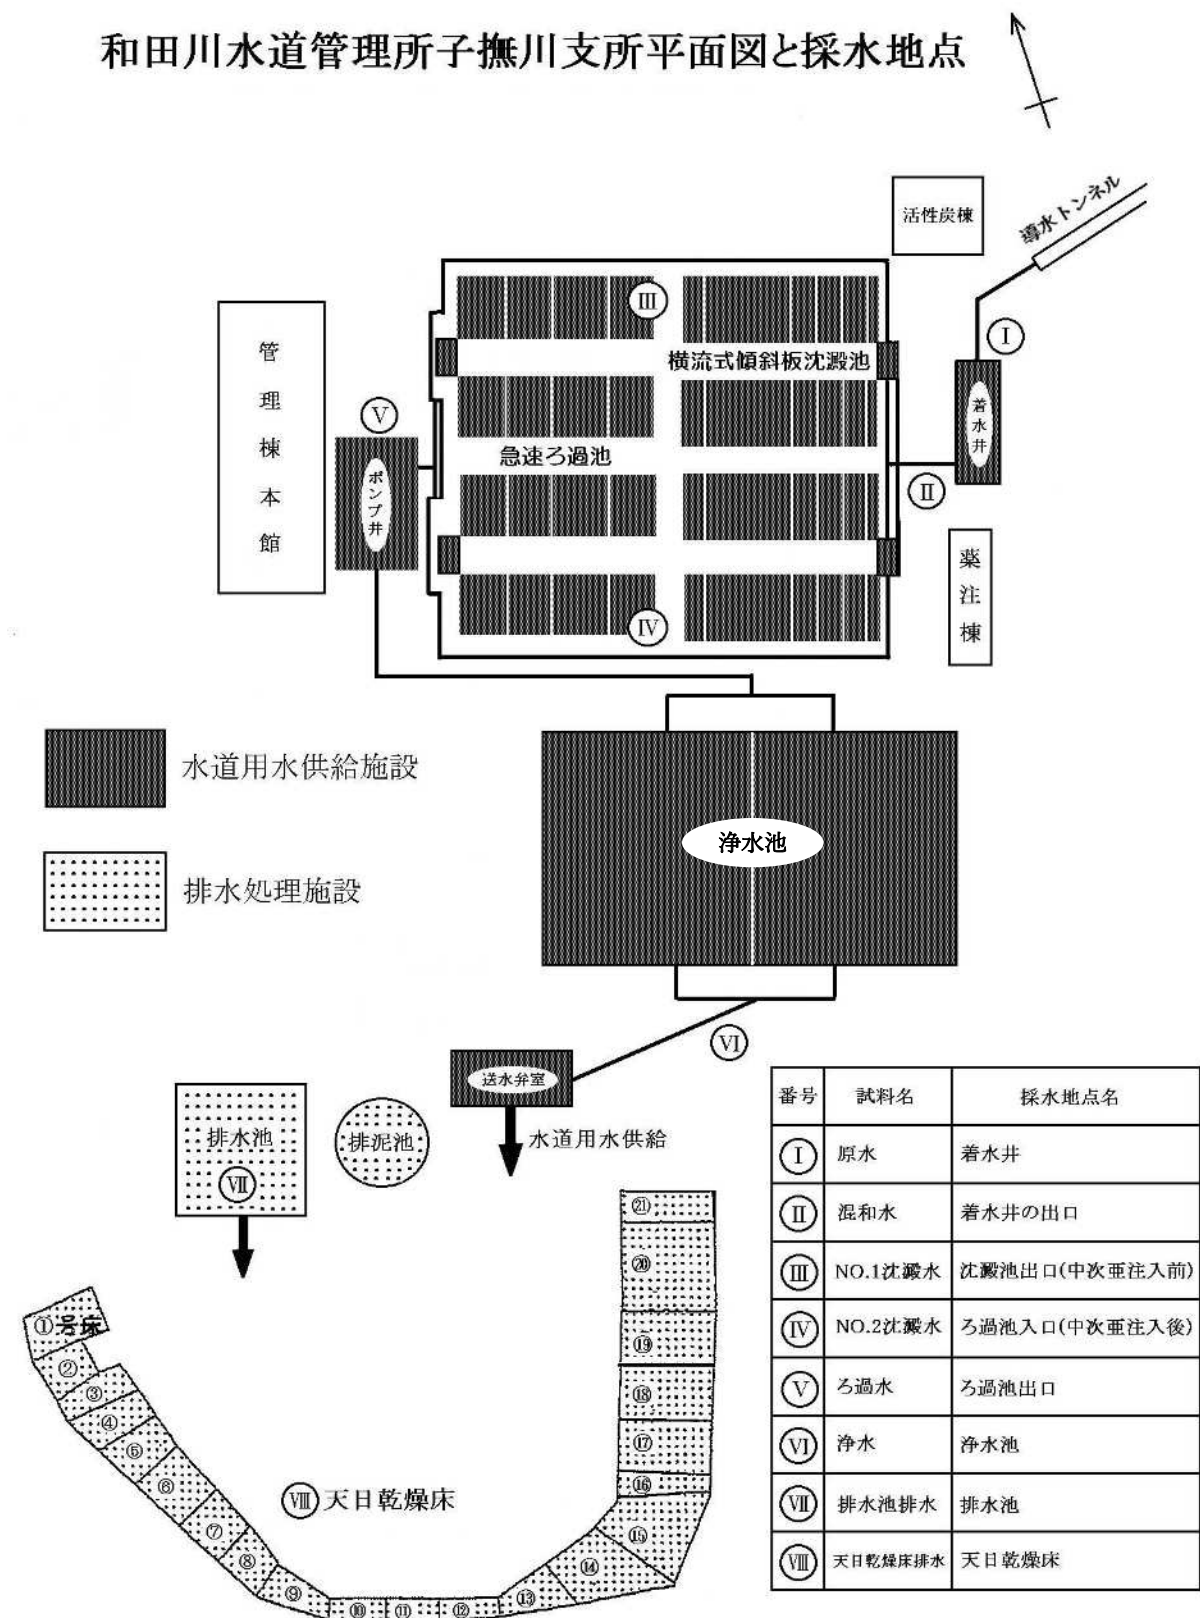 和田川水道管理所子撫川支所平面図と採水地点
活性炭棟
導水トンネル
Ⅲ
Ⅰ
管理棟本館
横流式傾斜板沈澱池
着水井
Ⅴ
急速ろ過池
ポンプ井
Ⅱ
薬注棟
Ⅳ
水道用水供給施設
浄水池
排水処理施設
Ⅵ
送水弁室
排水池
排泥池
水道用水供給
Ⅶ
番号 試料名 採水地点名
Ⅰ 原水 着水井
Ⅱ 混和水 着水井の出口
Ⅲ NO.1沈澱水 沈澱池出口(中次亜注入前)
Ⅳ NO.2沈澱水 ろ過池入口(中次亜注入後)
Ⅴ ろ過水 ろ過池出口
Ⅵ 浄水 浄水池
Ⅶ 排水池排水 排水池
Ⅷ 天日乾燥床排水 天日乾燥床
①号床
②
③
④
⑤
⑥
⑦
⑧
⑨
⑩
⑪
⑫
⑬
⑭
⑮
⑯
⑰
⑱
⑲
⑳
㉑
Ⅷ 天日乾燥床